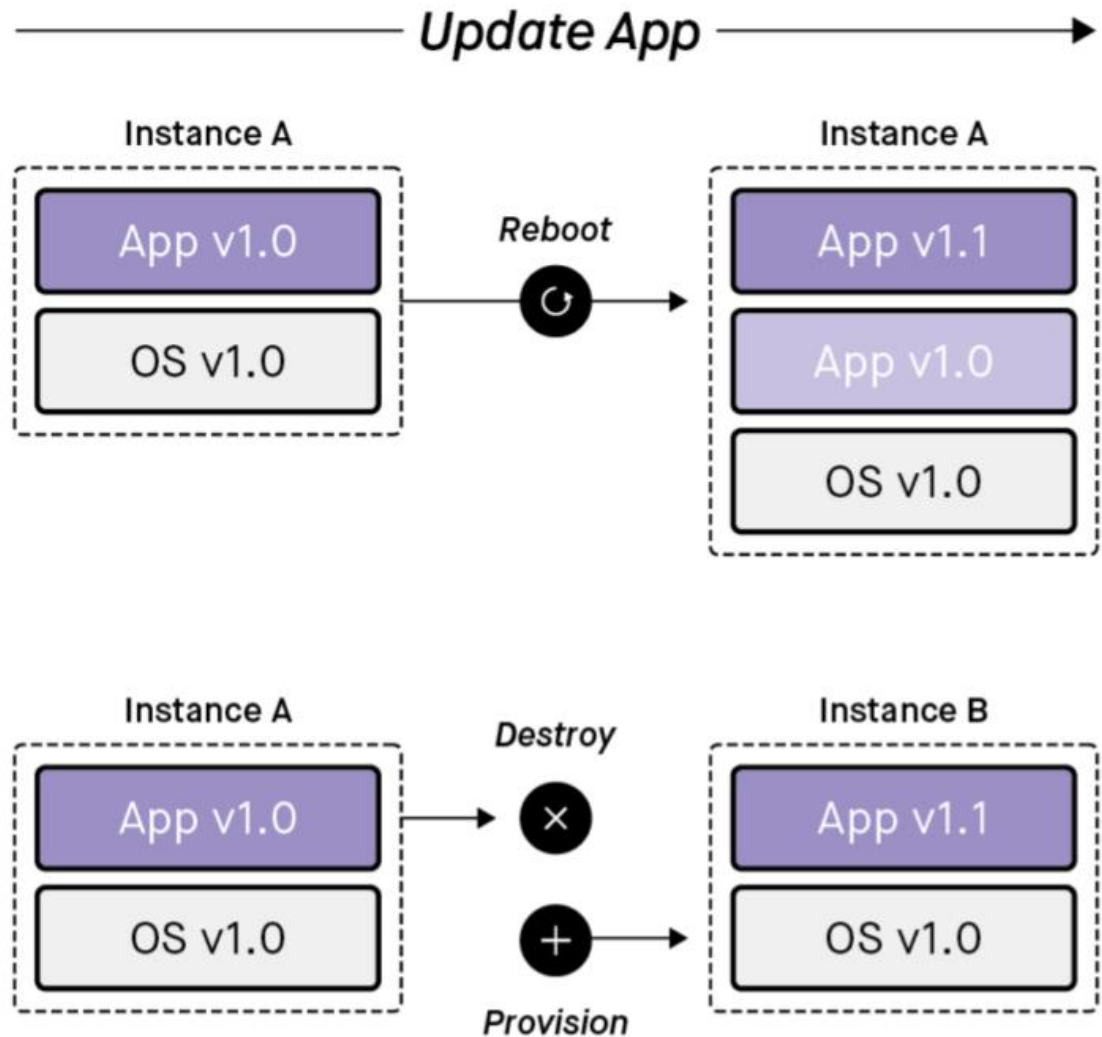 Update App
Instance A
Instance A
App v1.0
OS v1.0
Reboot
App v1.1
App v1.0
OS v1.0
Instance A
Instance B
App v1.0
OS v1.0
Destroy
Provision
App v1.1
OS v1.0